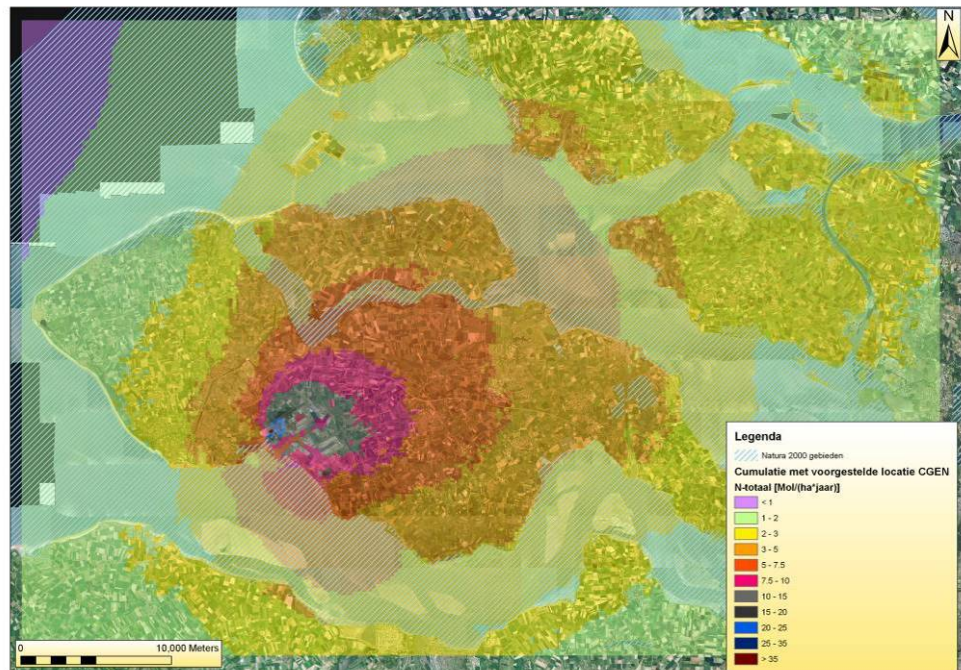 N
Legenda
Natura 2000 gebieden
Cumulatie met voorgestelde locatie CGEN
N-totaal [Mol/(ha*jaar)]
< 1
1 - 2
2 - 3
3 - 5
5 - 7.5
7.5 - 10
10 - 15
15 - 20
20 - 25
25 - 35
> 35
0 10,000 Meters